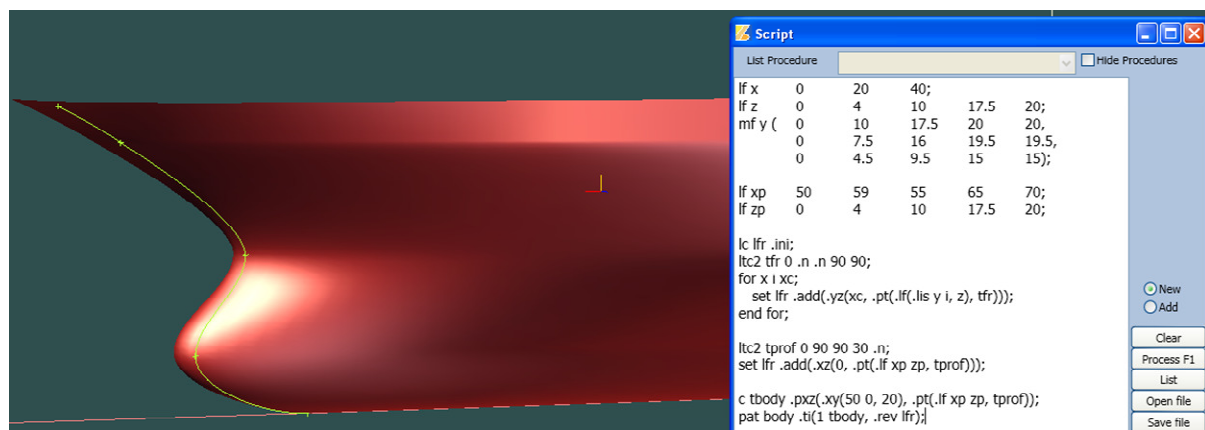 Script
List Procedure
Hide Procedures
lf x 0 20 40;
lf z 0 4 10 17.5 20;
mf y ( 0 10 17.5 20 20,
0 7.5 16 19.5 19.5,
0 4.5 9.5 15 15);
lf xp 50 59 55 65 70;
lf zp 0 4 10 17.5 20;
lc lfr .ini;
ltc2 tfr 0 .n .n 90 90;
for x i xc;
set lfr .add(.yz(xc, .pt(.lf(.lis y i, z), tfr)));
end for;
ltc2 tprof 0 90 90 30 .n;
set lfr .add(.xz(0, .pt(.lf xp zp, tprof)));
c tbody .pxz(.xy(50 0, 20), .pt(.lf xp zp, tprof));
pat body .ti(1 tbody, .rev lfr);
New
Add
Clear
Process F1
List
Open file
Save file